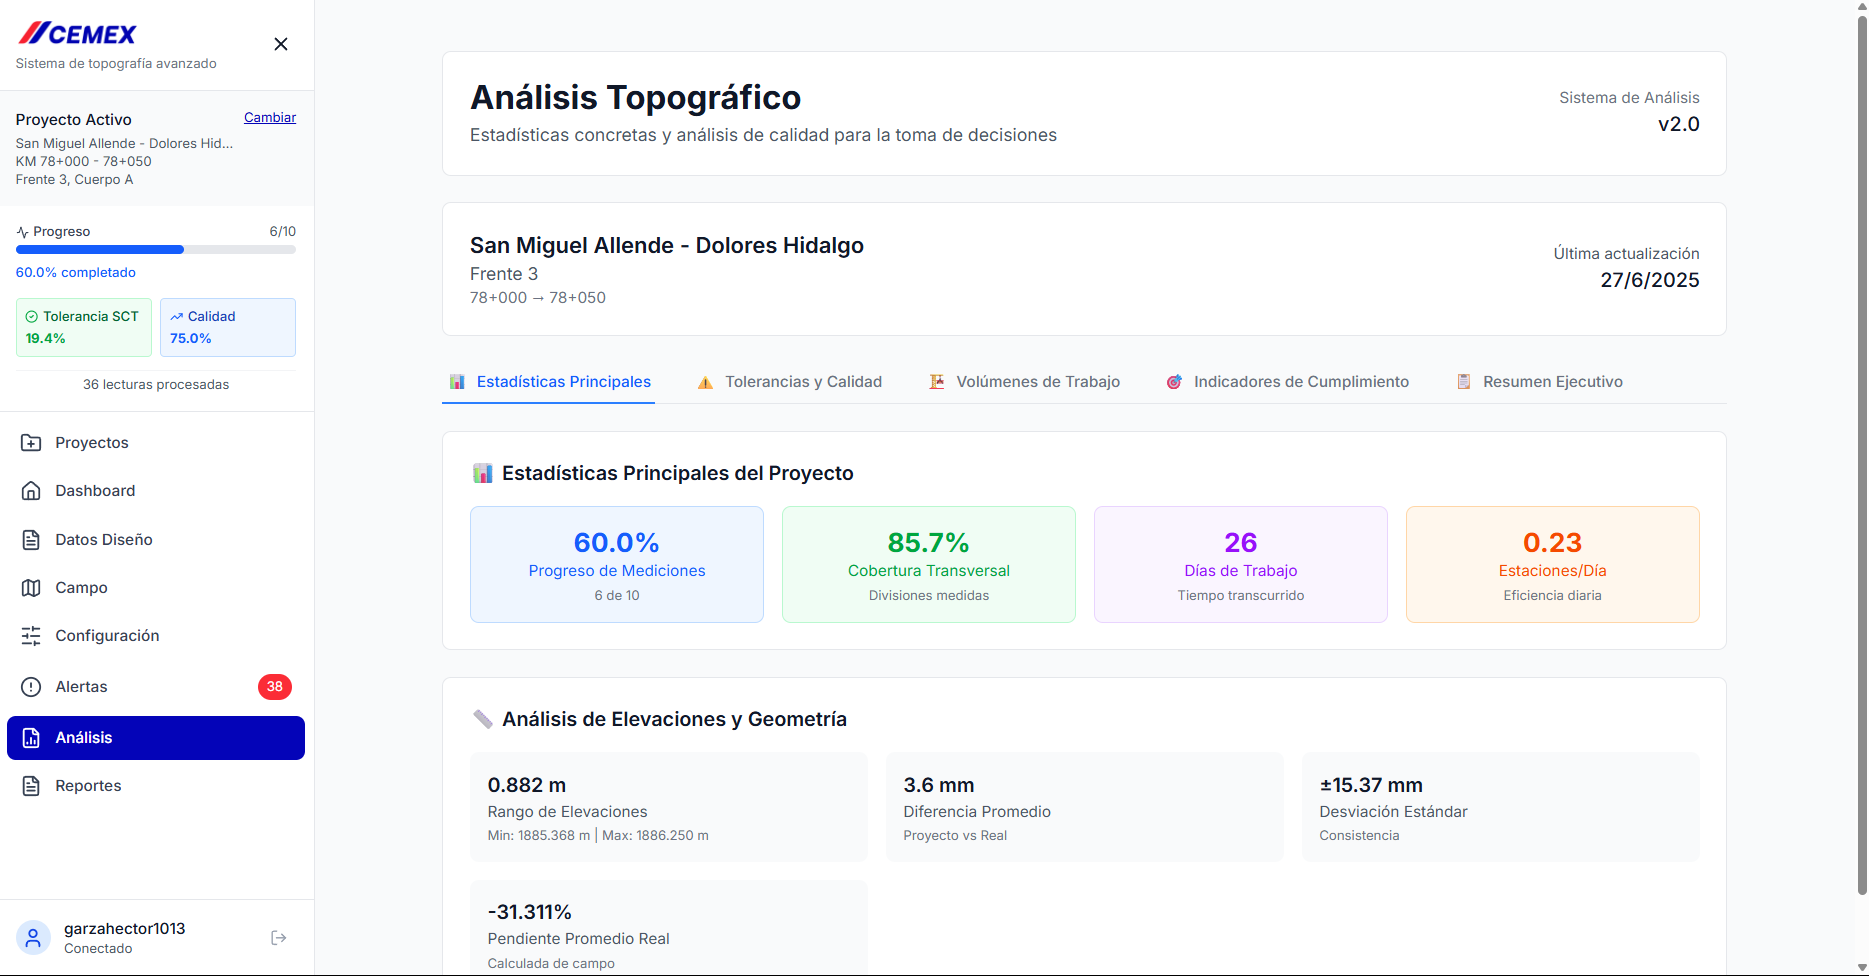 CEMEX
Sistema de topografía avanzado
Proyecto Activo
Cambiar
San Miguel Allende - Dolores Hid...
KM 78+000 - 78+050
Frente 3, Cuerpo A
Progreso
6/10
60.0% completado
Tolerancia SCT
19.4%
Calidad
75.0%
36 lecturas procesadas
Proyectos
Dashboard
Datos Diseño
Campo
Configuración
Alertas
38
Análisis
Reportes
garzahector1013
Conectado
Análisis Topográfico
Estadísticas concretas y análisis de calidad para la toma de decisiones
Sistema de Análisis
v2.0
San Miguel Allende - Dolores Hidalgo
Frente 3
78+000 → 78+050
Última actualización
27/6/2025
Estadísticas Principales
Tolerancias y Calidad
Volúmenes de Trabajo
Indicadores de Cumplimiento
Resumen Ejecutivo
Estadísticas Principales del Proyecto
60.0%
Progreso de Mediciones
6 de 10
85.7%
Cobertura Transversal
Divisiones medidas
26
Días de Trabajo
Tiempo transcurrido
0.23
Estaciones/Día
Eficiencia diaria
Análisis de Elevaciones y Geometría
0.882 m
Rango de Elevaciones
Min: 1885.368 m | Max: 1886.250 m
3.6 mm
Diferencia Promedio
Proyecto vs Real
±15.37 mm
Desviación Estándar
Consistencia
-31.311%
Pendiente Promedio Real
Calculada de campo